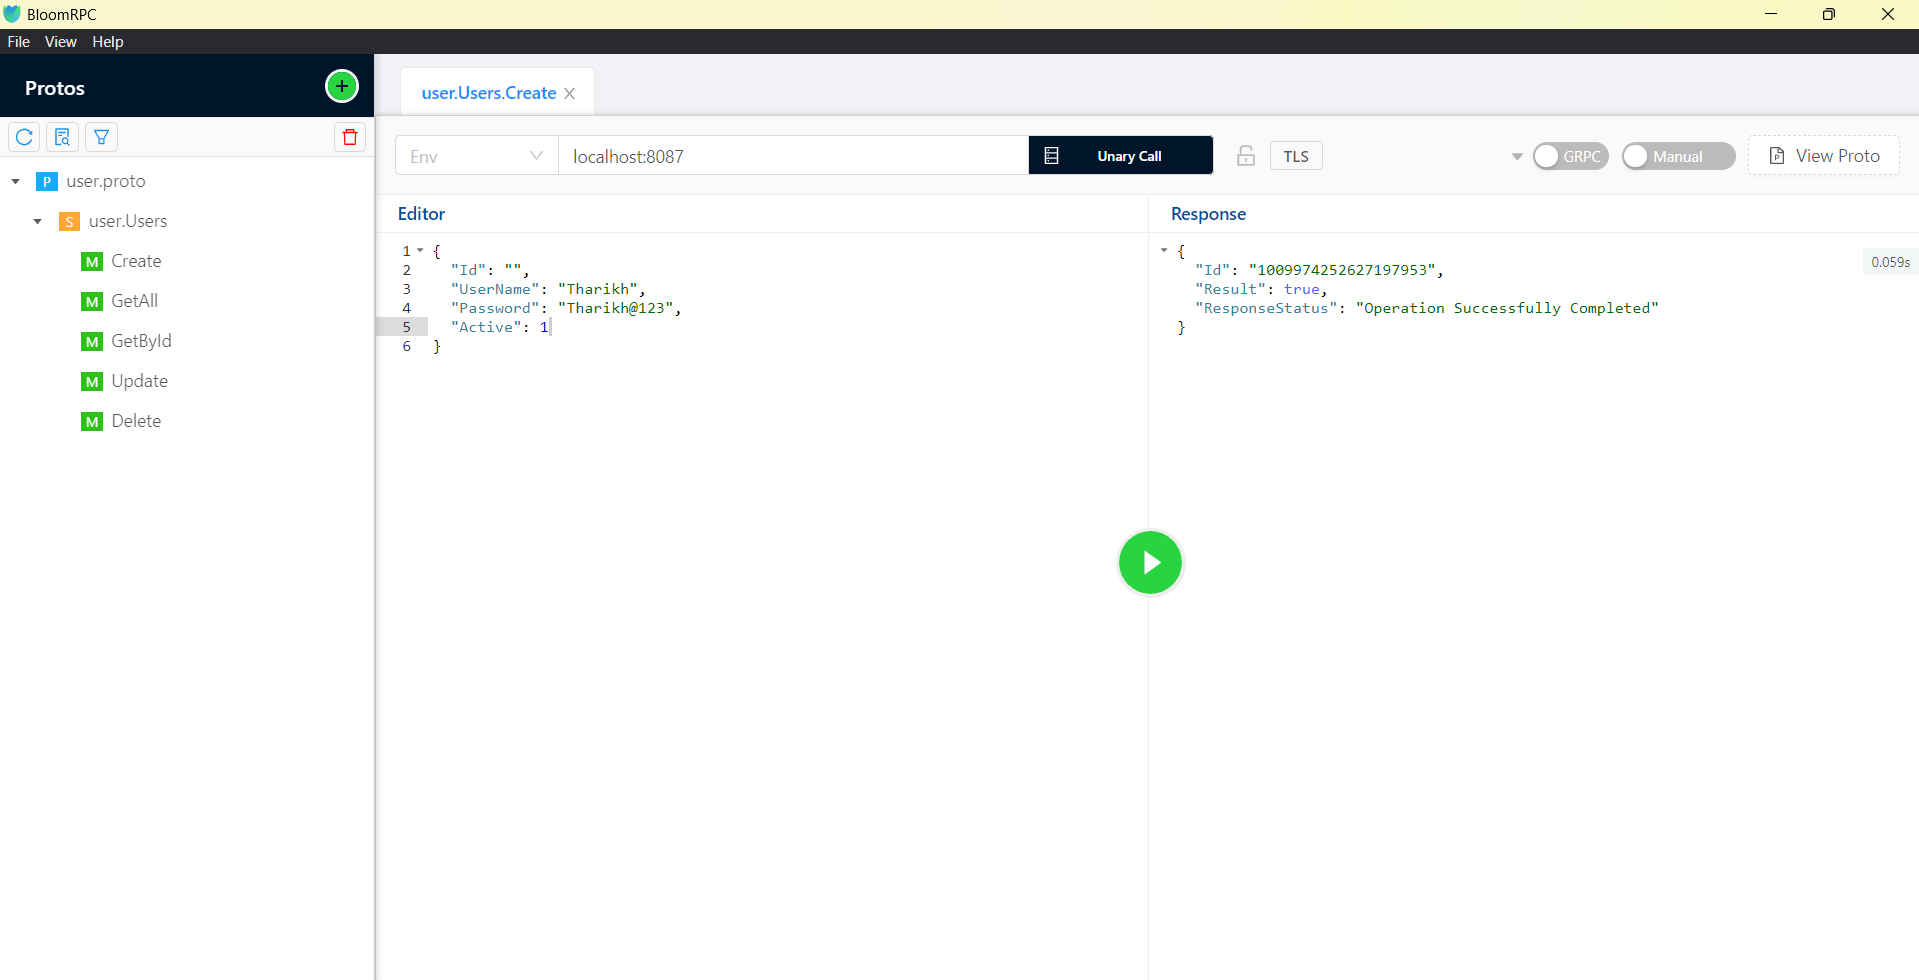 BloomRPC
File View Help
Protos
user.Users.Create
Env
localhost:8087
Unary Call
TLS
GRPC
Manual
View Proto
P user.proto
S user.Users
M Create
M GetAll
M GetById
M Update
M Delete
Editor
1 {
2 "Id": "",
3 "UserName": "Tharikh",
4 "Password": "Tharikh@123",
5 "Active": 1
6 }
Response
{
"Id": "1009974252627197953",
"Result": true,
"ResponseStatus": "Operation Successfully Completed"
}
0.059s